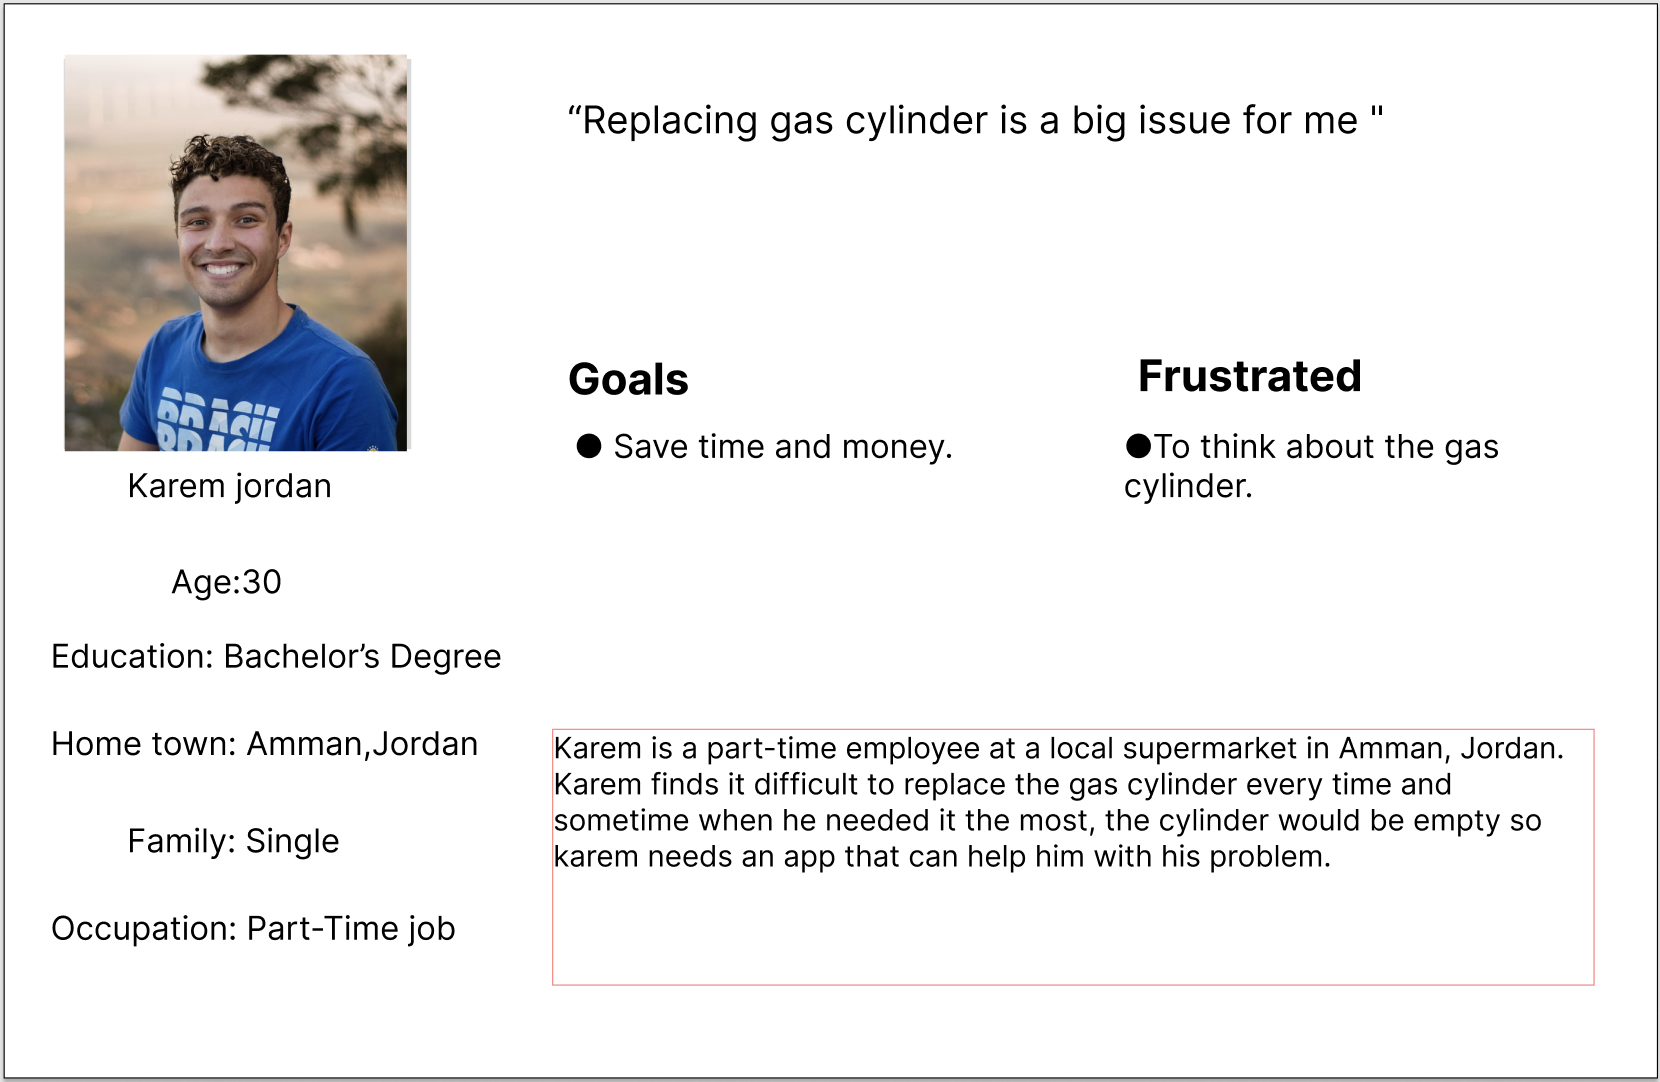 “Replacing gas cylinder is a big issue for me "
Goals
● Save time and money.
Frustrated
●To think about the gas
cylinder.
Karem jordan
Age:30
Education: Bachelor’s Degree
Home town: Amman,Jordan
Family: Single
Occupation: Part-Time job
Karem is a part-time employee at a local supermarket in Amman, Jordan.
Karem finds it difficult to replace the gas cylinder every time and
sometime when he needed it the most, the cylinder would be empty so
karem needs an app that can help him with his problem.